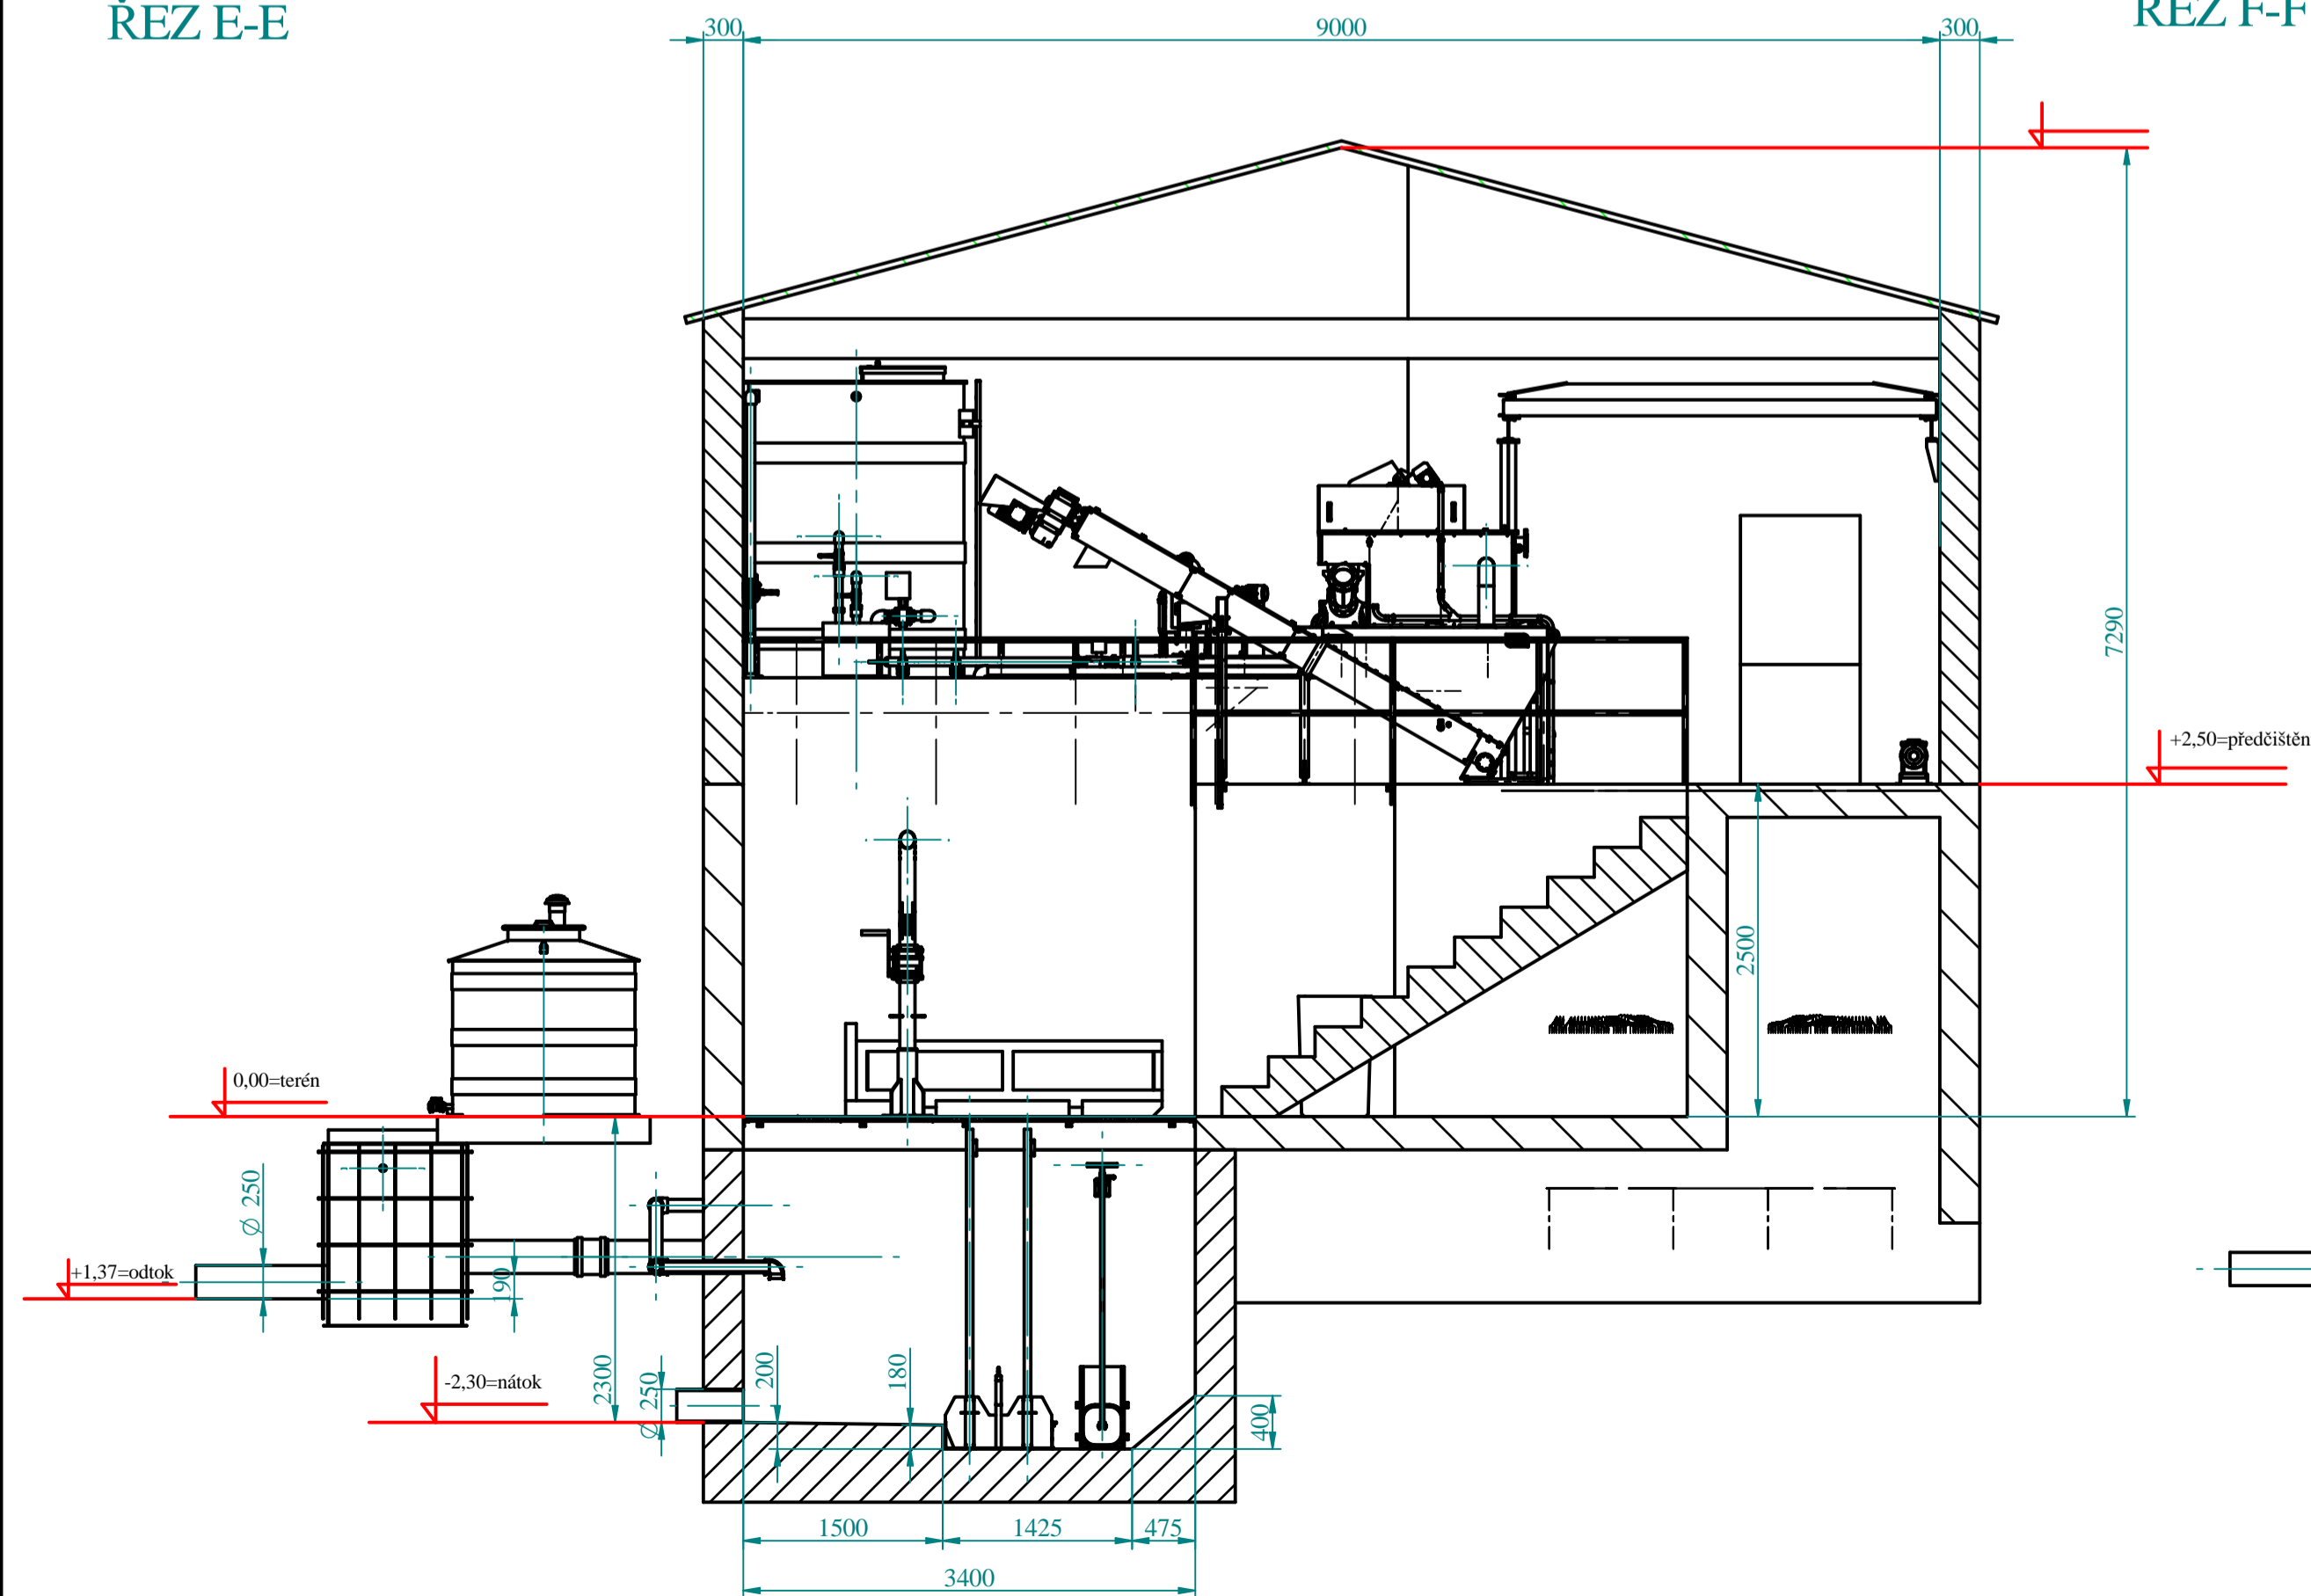 ŘEZ E-E
ŘEZ F-F
300
9000
300
7290
+2,50=předčištěn
2500
0,00=terén
Ø 250
+1,37=odtok
190
-2,30=nátok
2300
Ø 250
200
180
400
1500
1425
475
3400